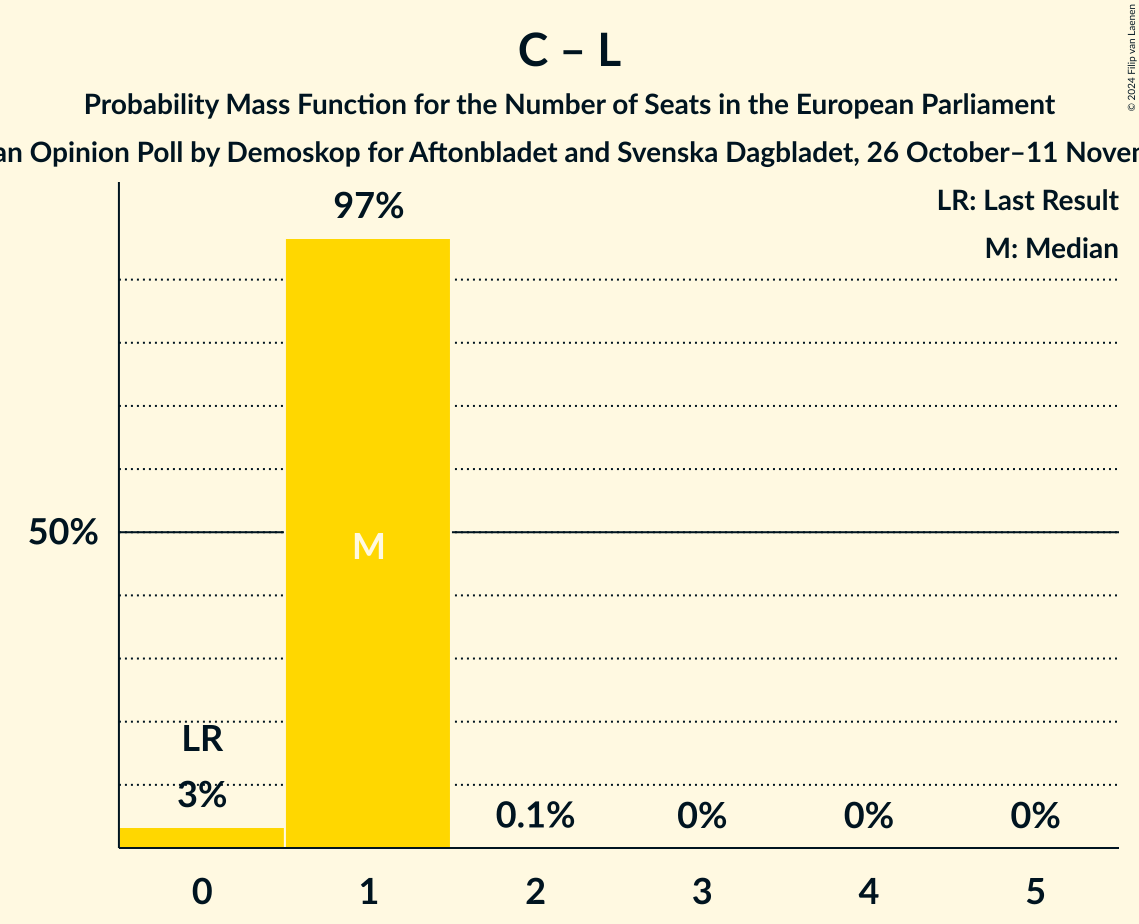 C – L
Probability Mass Function for the Number of Seats in the European Parliament
an Opinion Poll by Demoskop for Aftonbladet and Svenska Dagbladet, 26 October–11 Noven
© 2024 Filip van Laenen
LR: Last Result
M: Median
97%
50%
M
LR
3%
0.1%
0%
0%
0%
0
1
2
3
4
5